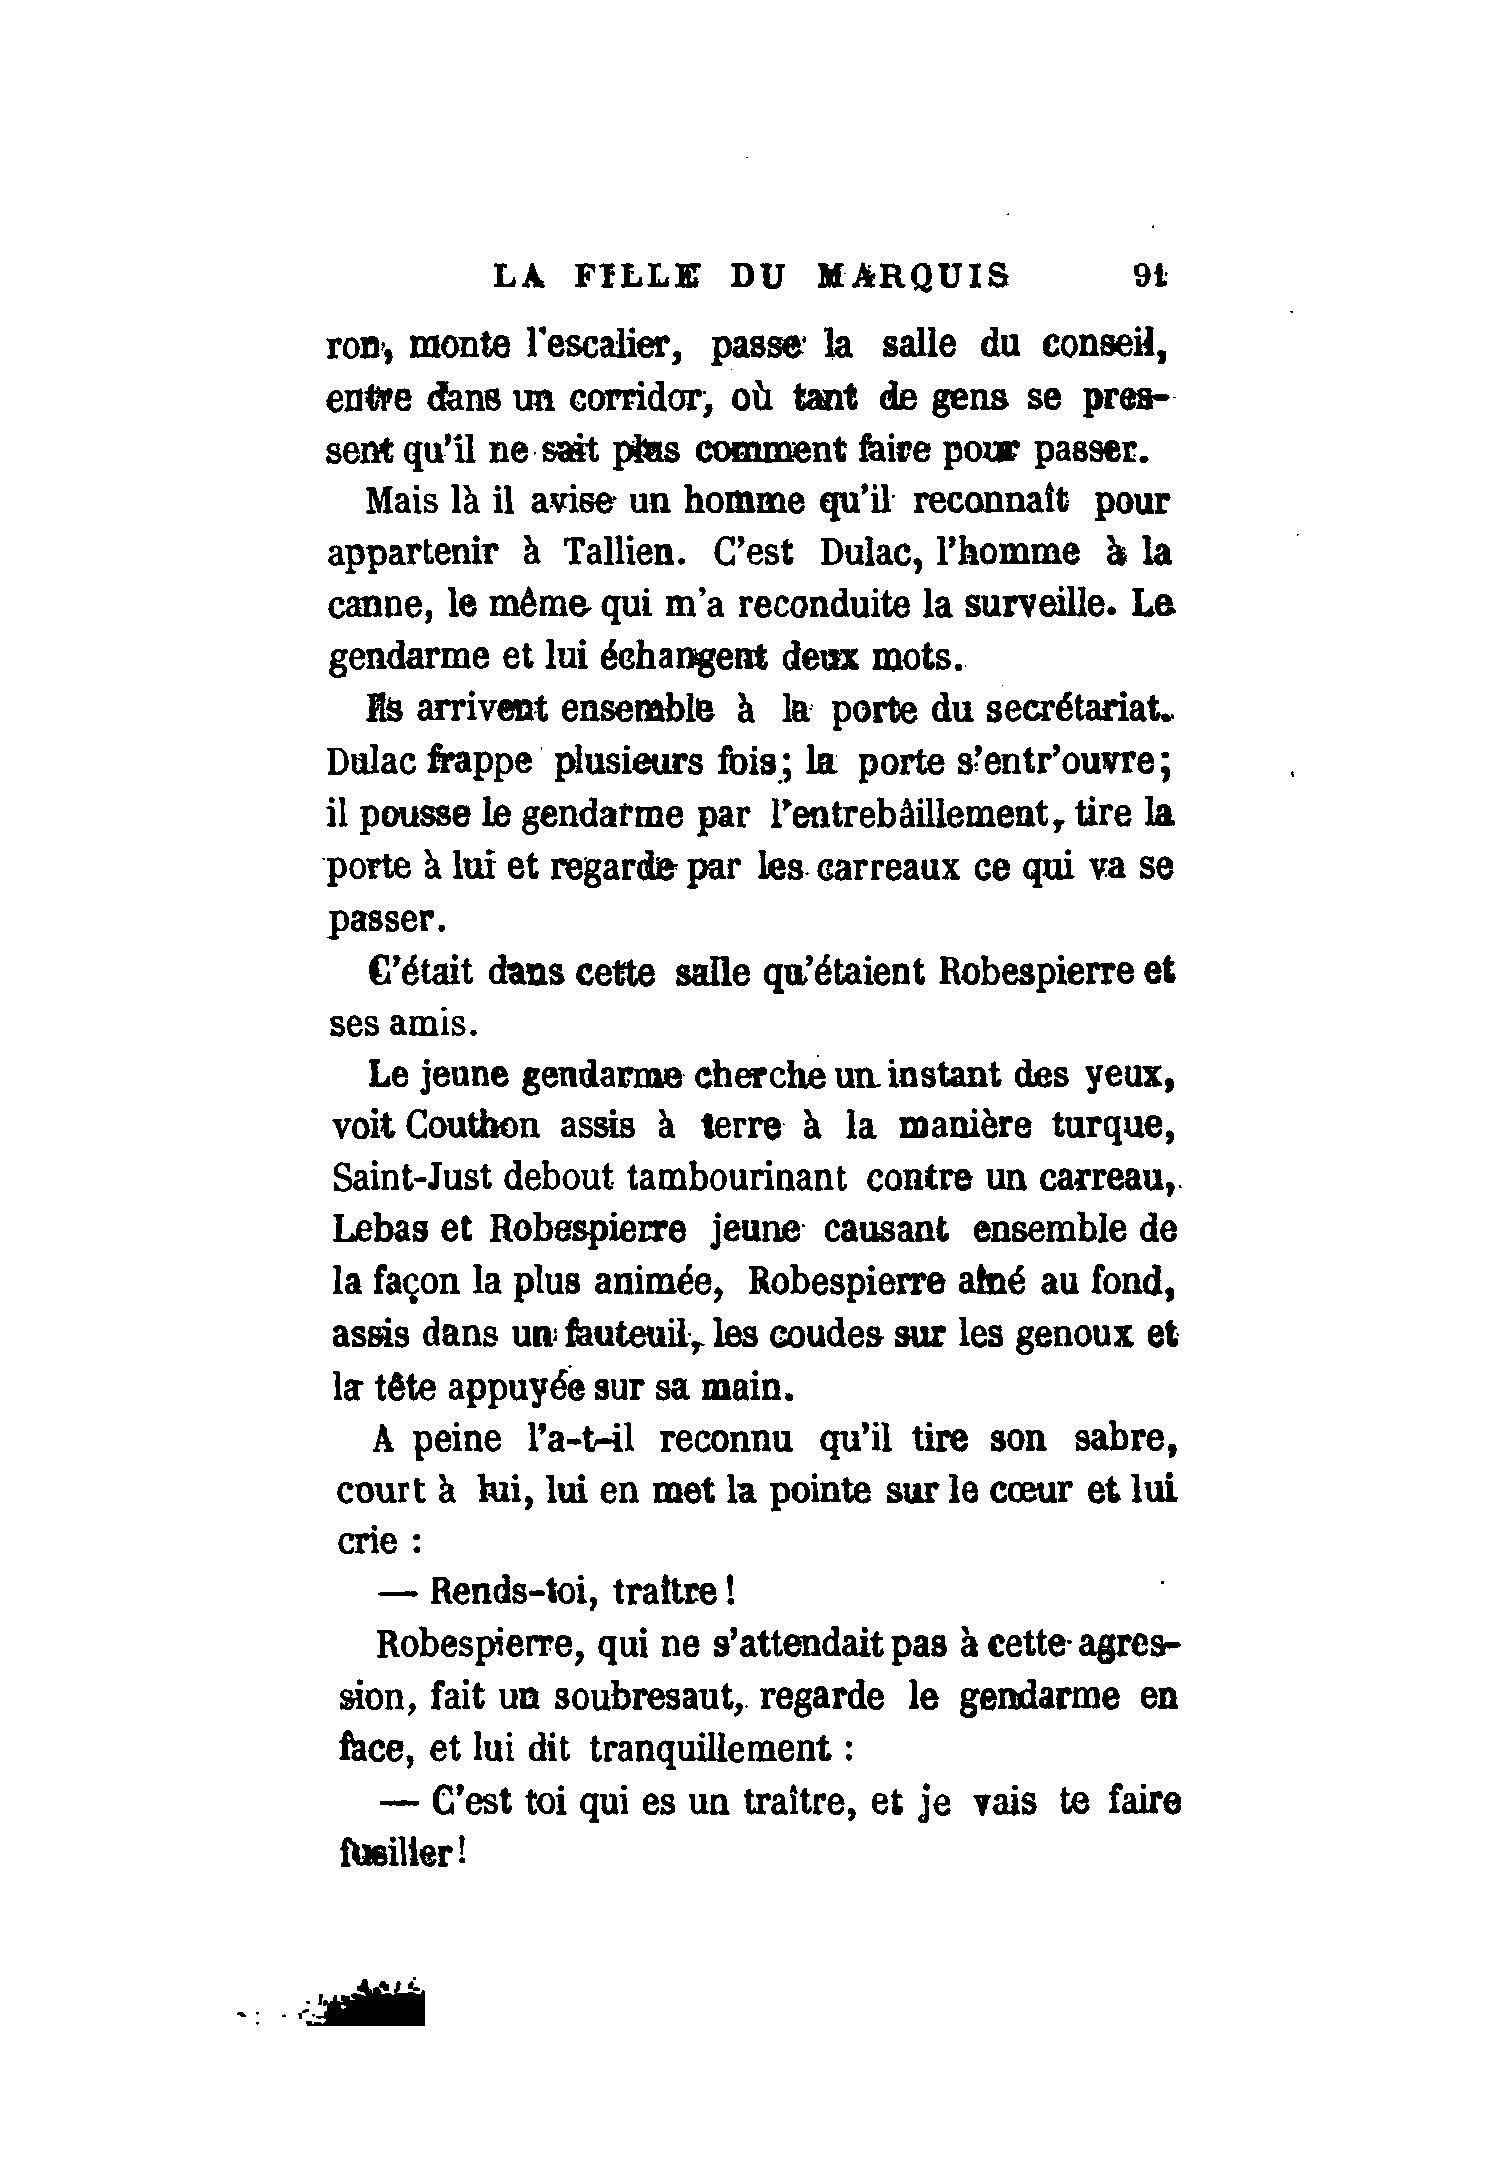 LA FILLE DU MARQUIS 91
ron, monte l'escalier, passe la salle du conseil,
entre dans un corridor, où tant de gens se pres-
sent qu'il ne sait plus comment faire pour passer.
Mais là il avise un homme qu'il reconnaît pour
appartenir à Tallien. C'est Dulac, l'homme à la
canne, le même qui m'a reconduite la surveille. Le
gendarme et lui échangent deux mots.
Ils arrivent ensemble à la porte du secrétariat.
Dulac frappe plusieurs fois; la porte s'entr'ouvre;
il pousse le gendarme par l'entrebâillement, tire la
porte à lui et regarde par les carreaux ce qui va se
passer.
C'était dans cette salle qu'étaient Robespierre et
ses amis.
Le jeune gendarme cherche un instant des yeux,
voit Couthon assis à terre à la manière turque,
Saint-Just debout tambourinant contre un carreau,
Lebas et Robespierre jeune causant ensemble de
la façon la plus animée, Robespierre aîné au fond,
assis dans un fauteuil, les coudes sur les genoux et
la tête appuyée sur sa main.
A peine l'a-t-il reconnu qu'il tire son sabre,
court à lui, lui en met la pointe sur le cœur et lui
crie :
— Rends-toi, traître !
Robespierre, qui ne s'attendait pas à cette agres-
sion, fait un soubresaut, regarde le gendarme en
face, et lui dit tranquillement :
— C'est toi qui es un traître, et je vais te faire
fusiller !